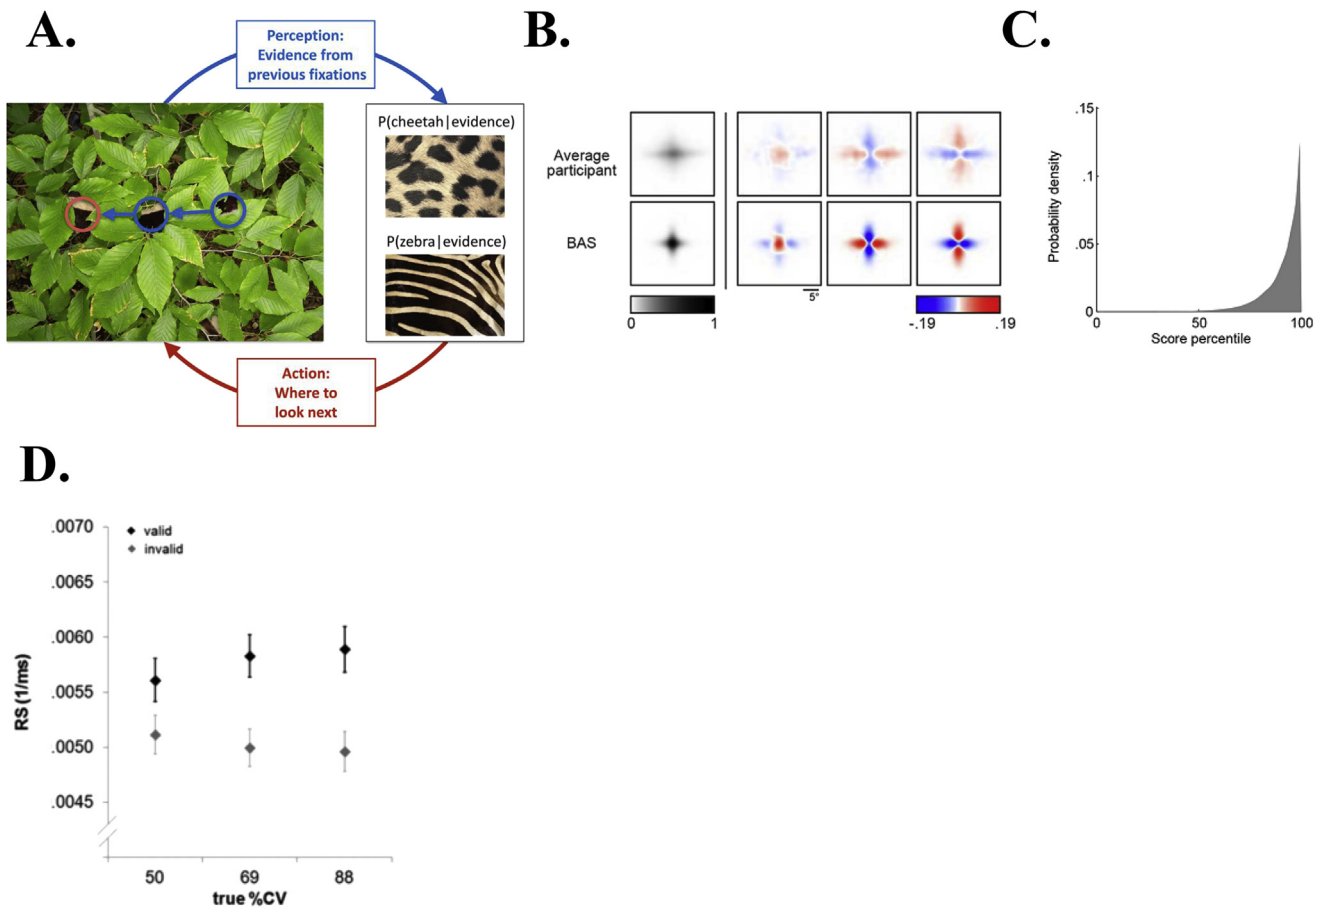 A.
Perception:
Evidence from
previous fixations
P(cheetah|evidence)
P(zebra|evidence)
Action:
Where to
look next
B.
Average
participant
BAS
5°
0 1
-.19 .19
C.
.15
.1
.05
0
0 50 100
Probability density
Score percentile
D.
.0070
.0065
.0060
.0055
.0050
.0045
valid
invalid
RS (1/ms)
50 69 88
true %CV